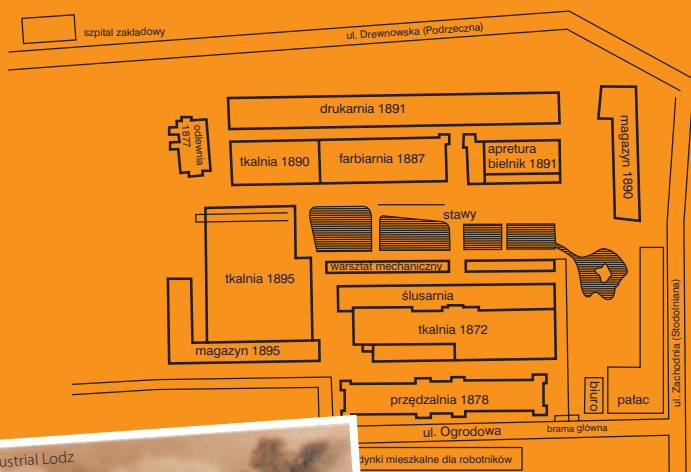 szpital zakładowy
ul. Drewnowska (Podrzeczna)
drukarnia 1891
odlewnia
1877
tkalnia 1890
farbiarnia 1887
apretura
bielnik 1891
magazyn 1890
stawy
warsztat mechaniczny
tkalnia 1895
ślusarnia
tkalnia 1872
magazyn 1895
przędzalnia 1878
biuro
pałac
ul. Zachodnia (Stodolniana)
ul. Ogrodowa
brama główna
dynki mieszkalne dla robotników
ustrial Lodz